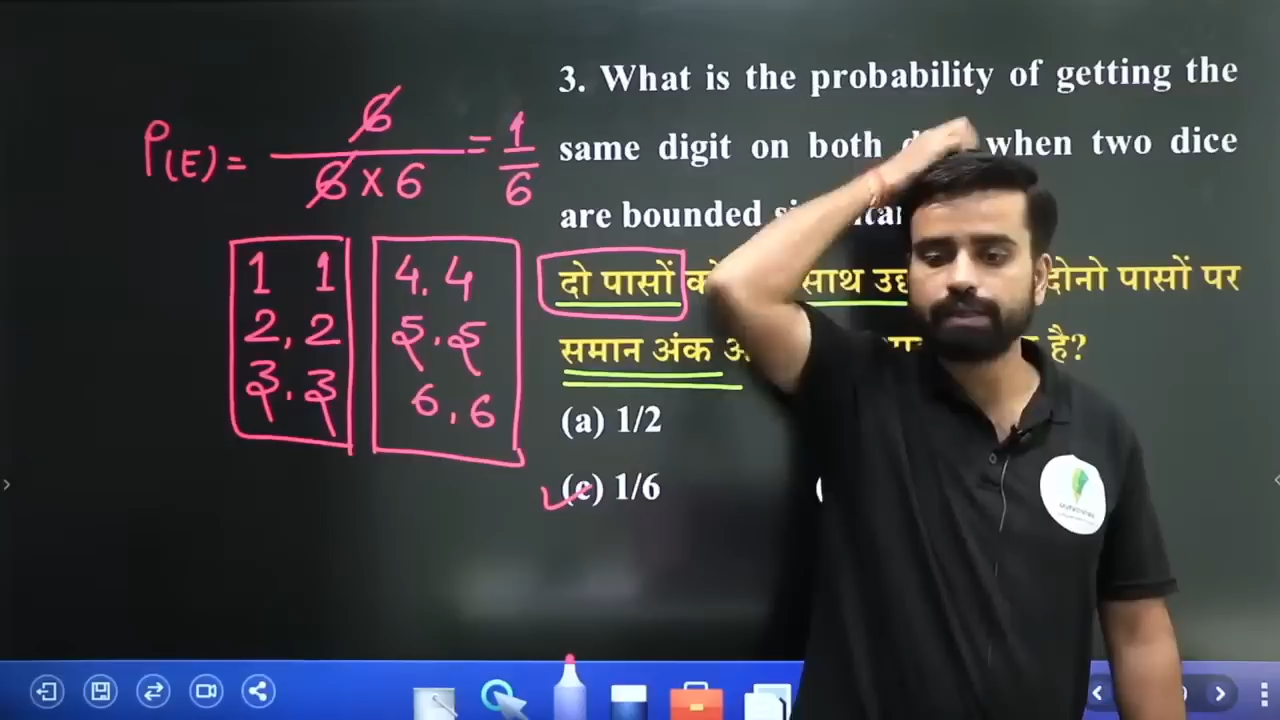 3. What is the probability of getting the
same digit on both when two dice
are bounded
दो पासों साथ दोनो पासों पर
समान अंक है?
(a) 1/2
(c) 1/6
P(E) = 6 / 6 x 6 = 1/6
1 1
2, 2
3. 3
4. 4
5. 5
6, 6